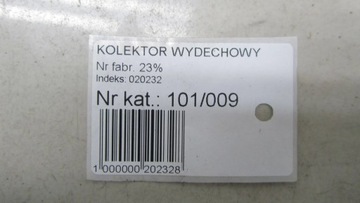 KOLEKTOR WYDECHOWY
Nr fabr. 23%
Indeks: 020232
Nr kat.: 101/009
1 000000 202328